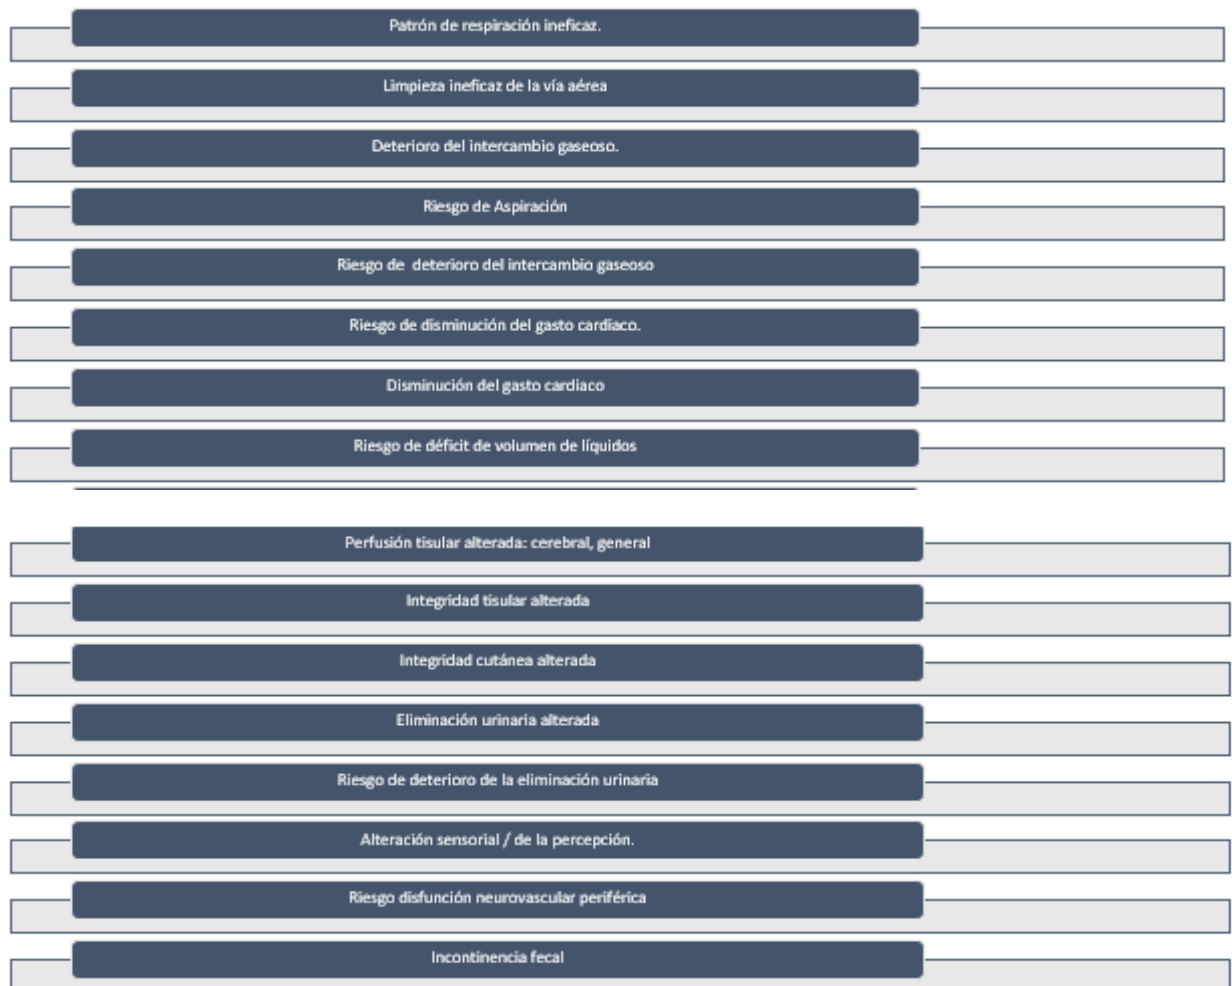 Patrón de respiración ineficaz.
Limpieza ineficaz de la vía aérea
Deterioro del intercambio gaseoso.
Riesgo de Aspiración
Riesgo de  deterioro del intercambio gaseoso
Riesgo de disminución del gasto cardiaco.
Disminución del gasto cardiaco
Riesgo de déficit de volumen de líquidos
Perfusión tisular alterada: cerebral, general
Integridad tisular alterada
Integridad cutánea alterada
Eliminación urinaria alterada
Riesgo de deterioro de la eliminación urinaria
Alteración sensorial / de la percepción.
Riesgo disfunción neurovascular periférica
Incontinencia fecal